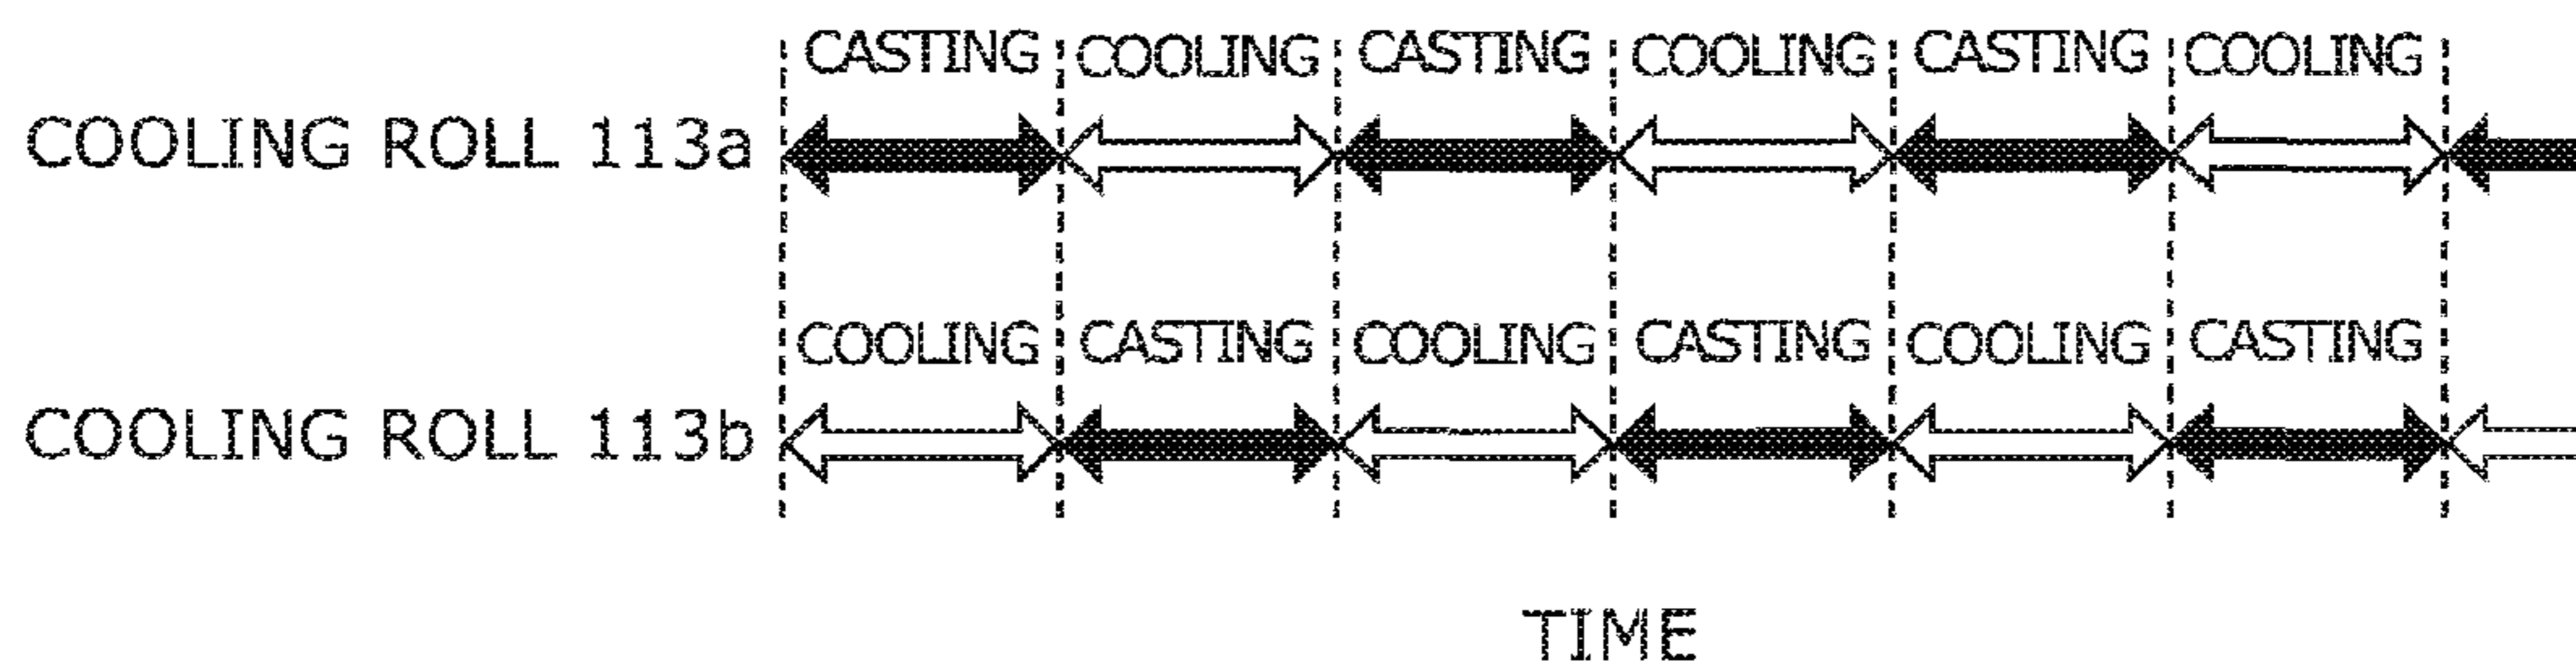 CASTING COOLING CASTING COOLING CASTING COOLING
COOLING ROLL 113a
COOLING CASTING COOLING CASTING COOLING CASTING
COOLING ROLL 113b
TIME